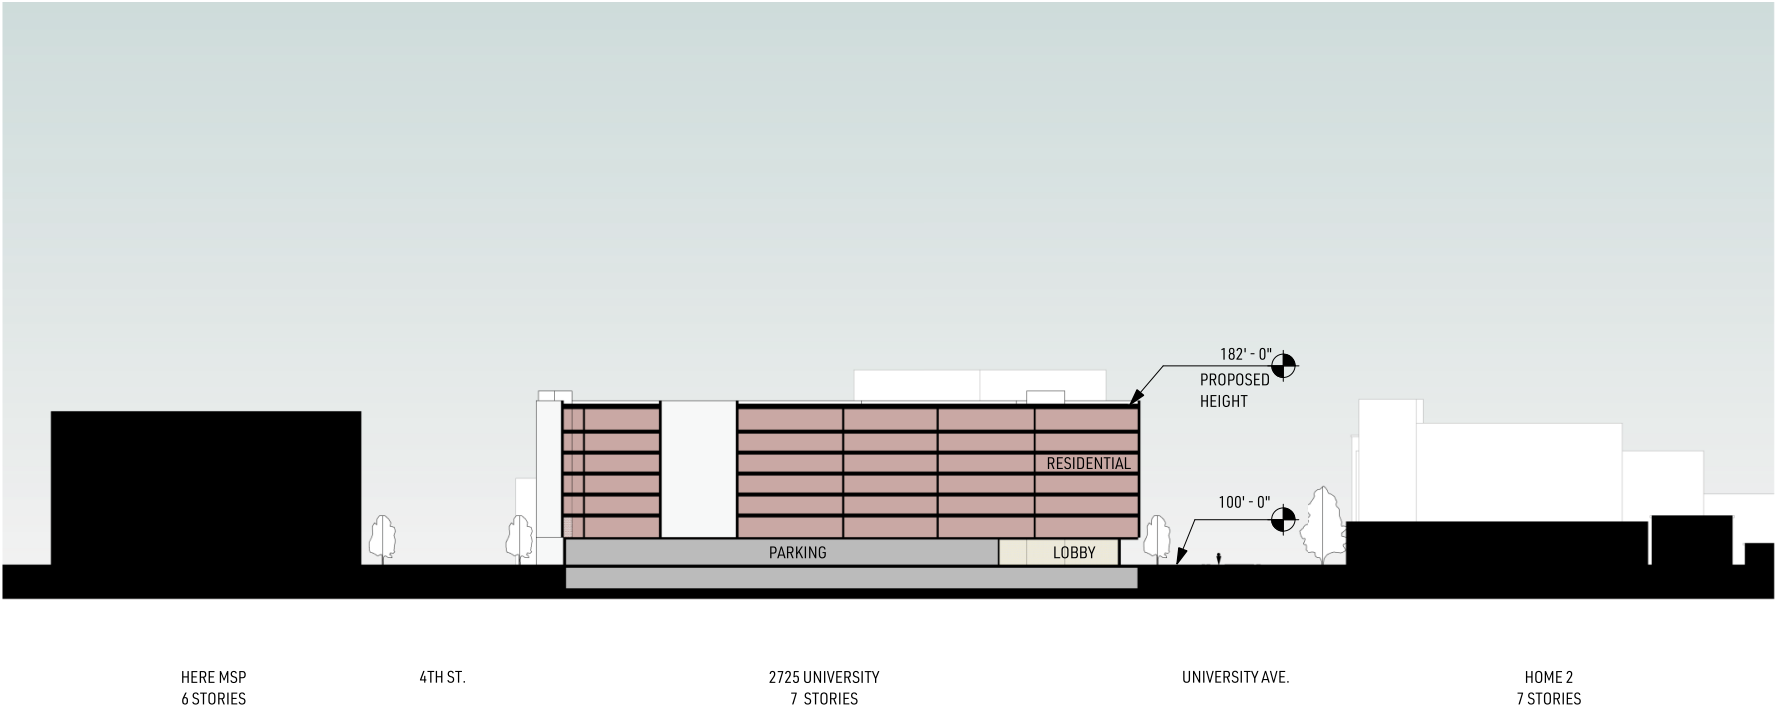 182' - 0"
PROPOSED
HEIGHT
RESIDENTIAL
100' - 0"
PARKING
LOBBY
HERE MSP
6 STORIES
4TH ST.
2725 UNIVERSITY
7 STORIES
UNIVERSITY AVE.
HOME 2
7 STORIES